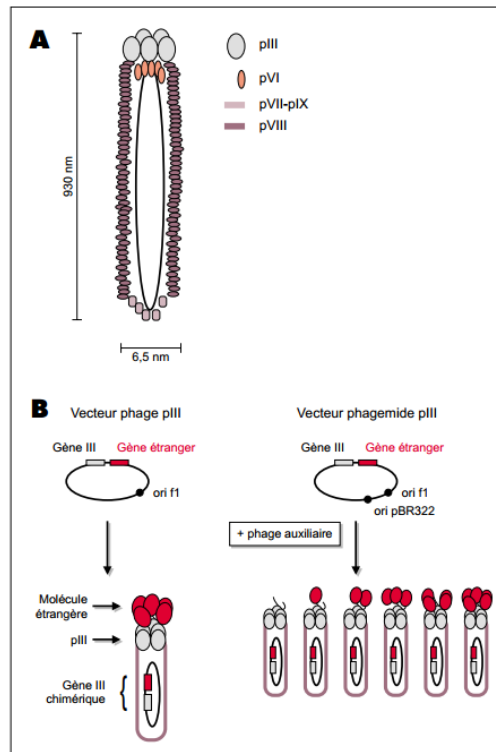 A
pIII
pVI
pVII-pIX
pVIII
930 nm
6,5 nm
B
Vecteur phage pIII
Gène III
Gène étranger
ori f1
Molécule
étrangère
pIII
Gène III
chimérique
Vecteur phagemide pIII
Gène III
Gène étranger
ori f1
ori pBR322
+ phage auxiliaire